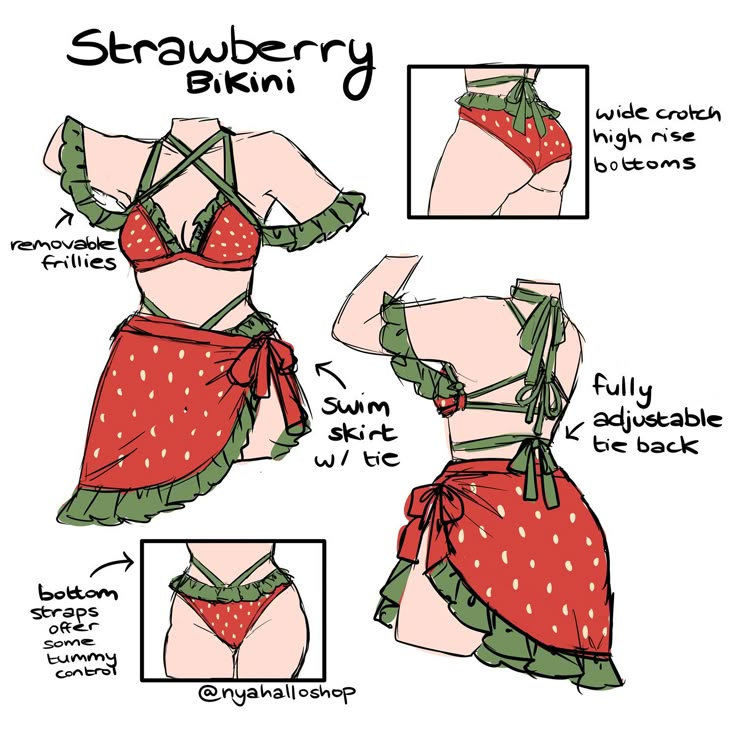 Strawberry
Bikini
wide crotch
high rise
bottoms
removable
frillies
swim
skirt
w/ tie
fully
adjustable
tie back
bottom
straps
offer
some
tummy
control
@nyahalloshop